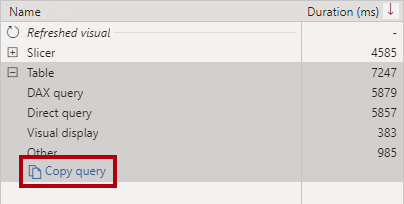 Name Duration (ms)
Refreshed visual -
Slicer 4585
Table 7247
DAX query 5879
Direct query 5857
Visual display 383
Other 985
Copy query